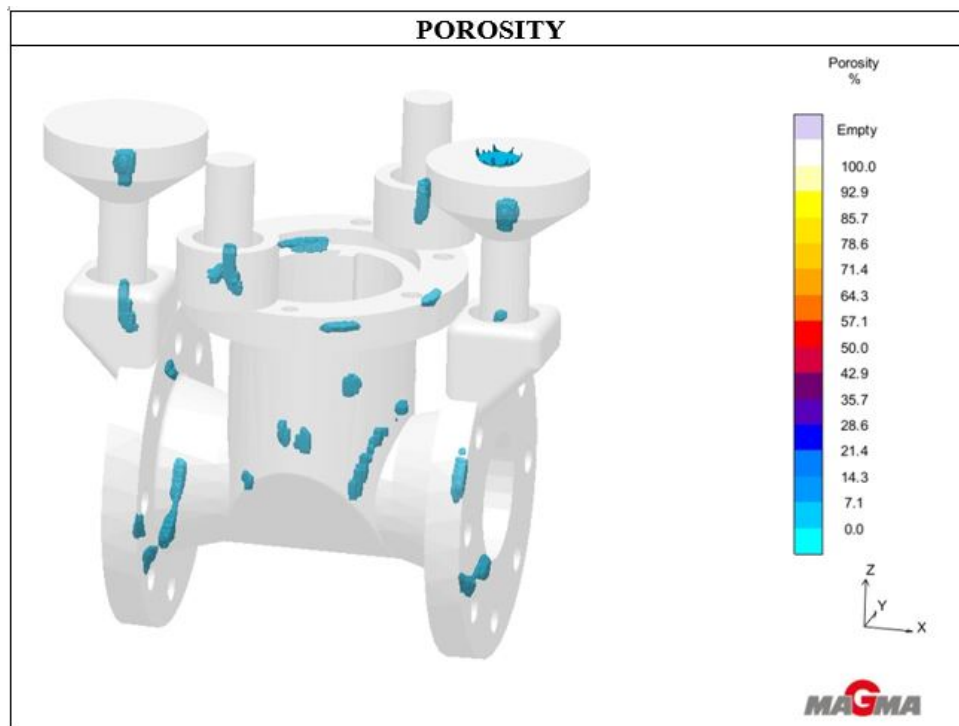 POROSITY
Porosity
%
Empty
100.0
92.9
85.7
78.6
71.4
64.3
57.1
50.0
42.9
35.7
28.6
21.4
14.3
7.1
0.0
Z
Y
X
MAGMA